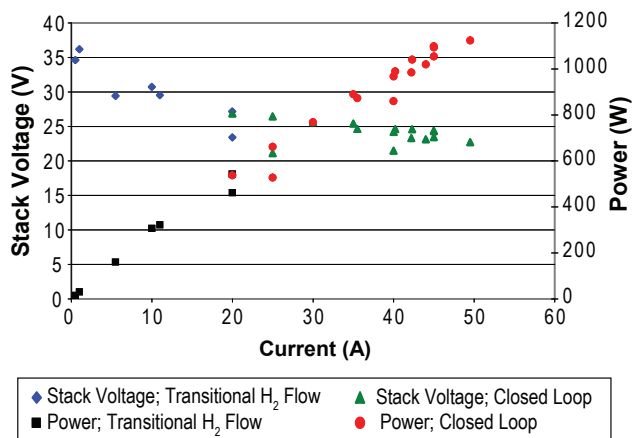 40
35
30
25
20
15
10
5
0
Stack Voltage (V)
1200
1000
800
600
400
200
0
Power (W)
0 10 20 30 40 50 60
Current (A)
Stack Voltage; Transitional H₂ Flow
Stack Voltage; Closed Loop
Power; Transitional H₂ Flow
Power; Closed Loop